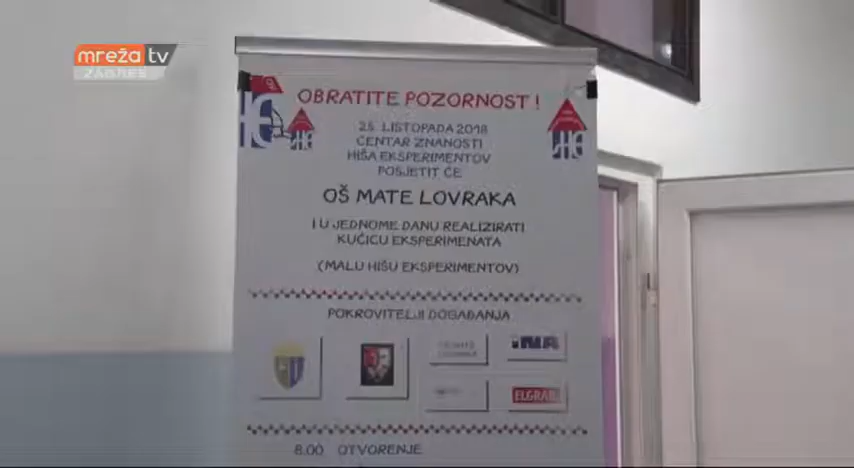 mreža tv
ZAGREB
OBRATITE POZORNOST !
25. LISTOPADA 2018
CENTAR ZNANOSTI
HIŠA EKSPERIMENTOV
POSJETIT ĆE
OŠ MATE LOVRAKA
I U JEDNOME DANU REALIZIRATI
KUĆICU EKSPERIMENATA
(MALU HIŠU EKSPERIMENTOV)
POKROVITELJI DOGAĐANJA
INA
8.00 OTVORENJE